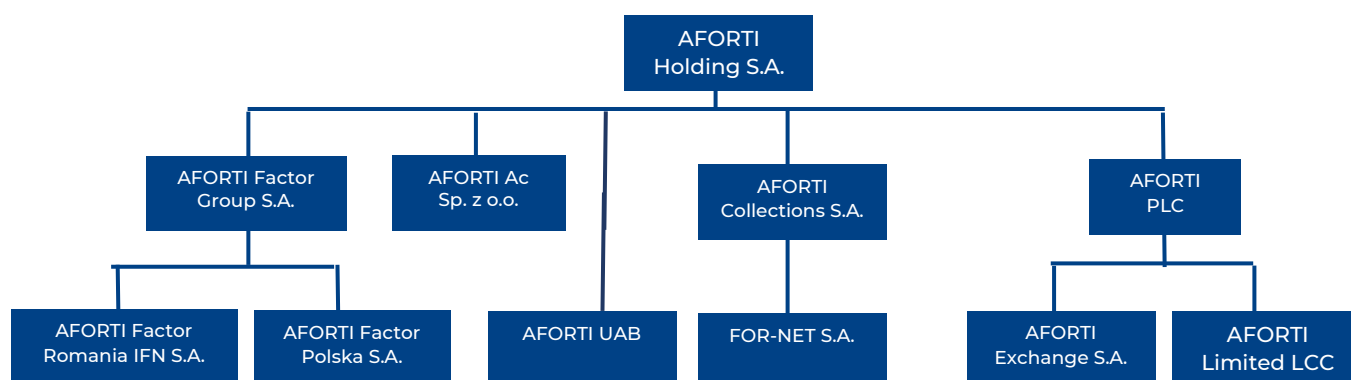 AFORTI
Holding S.A.
AFORTI Factor
Group S.A.
AFORTI Ac
Sp. z o.o.
AFORTI
Collections S.A.
AFORTI
PLC
AFORTI Factor
Romania IFN S.A.
AFORTI Factor
Polska S.A.
AFORTI UAB
FOR-NET S.A.
AFORTI
Exchange S.A.
AFORTI
Limited LCC